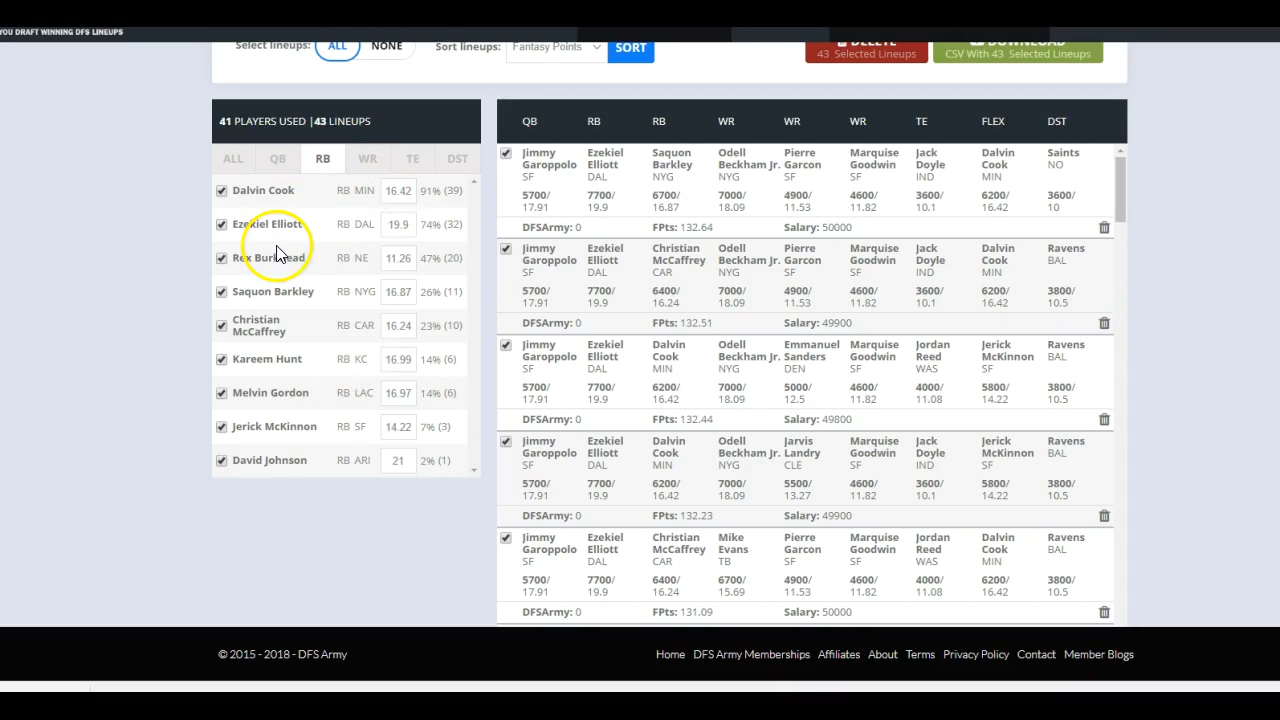 YOU DRAFT WINNING DFS LINEUPS
Select lineups: ALL NONE Sort lineups: Fantasy Points SORT
DELETE
43 Selected Lineups
DOWNLOAD
CSV With 43 Selected Lineups
41 PLAYERS USED |43 LINEUPS
ALL QB RB WR TE DST
Dalvin Cook RB MIN 16.42 91% (39)
Ezekiel Elliott RB DAL 19.9 74% (32)
Rex Burkhead RB NE 11.26 47% (20)
Saquon Barkley RB NYG 16.87 26% (11)
Christian McCaffrey RB CAR 16.24 23% (10)
Kareem Hunt RB KC 16.99 14% (6)
Melvin Gordon RB LAC 16.97 14% (6)
Jerick McKinnon RB SF 14.22 7% (3)
David Johnson RB ARI 21 2% (1)
QB RB RB WR WR WR TE FLEX DST
Jimmy Ezekiel Saquon Odell Pierre Marquise Jack Dalvin Saints
Garoppolo Elliott Barkley Beckham Jr. Garcon Goodwin Doyle Cook NO
SF DAL NYG NYG SF SF IND MIN
5700/ 7700/ 6700/ 7000/ 4900/ 4600/ 3600/ 6200/ 3600/
17.91 19.9 16.87 18.09 11.53 11.82 10.1 16.42 10
DFSArmy: 0 FPts: 132.64 Salary: 50000
Jimmy Ezekiel Christian Odell Pierre Marquise Jack Dalvin Ravens
Garoppolo Elliott McCaffrey Beckham Jr. Garcon Goodwin Doyle Cook BAL
SF DAL CAR NYG SF SF IND MIN
5700/ 7700/ 6400/ 7000/ 4900/ 4600/ 3600/ 6200/ 3800/
17.91 19.9 16.24 18.09 11.53 11.82 10.1 16.42 10.5
DFSArmy: 0 FPts: 132.51 Salary: 49900
Jimmy Ezekiel Dalvin Odell Emmanuel Marquise Jordan Jerick Ravens
Garoppolo Elliott Cook Beckham Jr. Sanders Goodwin Reed McKinnon BAL
SF DAL MIN NYG DEN SF WAS SF
5700/ 7700/ 6200/ 7000/ 5000/ 4600/ 4000/ 5800/ 3800/
17.91 19.9 16.42 18.09 12.5 11.82 11.08 14.22 10.5
DFSArmy: 0 FPts: 132.44 Salary: 49800
Jimmy Ezekiel Dalvin Odell Jarvis Marquise Jack Jerick Ravens
Garoppolo Elliott Cook Beckham Jr. Landry Goodwin Doyle McKinnon BAL
SF DAL MIN NYG CLE SF IND SF
5700/ 7700/ 6200/ 7000/ 5500/ 4600/ 3600/ 5800/ 3800/
17.91 19.9 16.42 18.09 13.27 11.82 10.1 14.22 10.5
DFSArmy: 0 FPts: 132.23 Salary: 49900
Jimmy Ezekiel Christian Mike Pierre Marquise Jordan Dalvin Ravens
Garoppolo Elliott McCaffrey Evans Garcon Goodwin Reed Cook BAL
SF DAL CAR TB SF SF WAS MIN
5700/ 7700/ 6400/ 6700/ 4900/ 4600/ 4000/ 6200/ 3800/
17.91 19.9 16.24 15.69 11.53 11.82 11.08 16.42 10.5
DFSArmy: 0 FPts: 131.09 Salary: 50000
© 2015 - 2018 - DFS Army Home DFS Army Memberships Affiliates About Terms Privacy Policy Contact Member Blogs